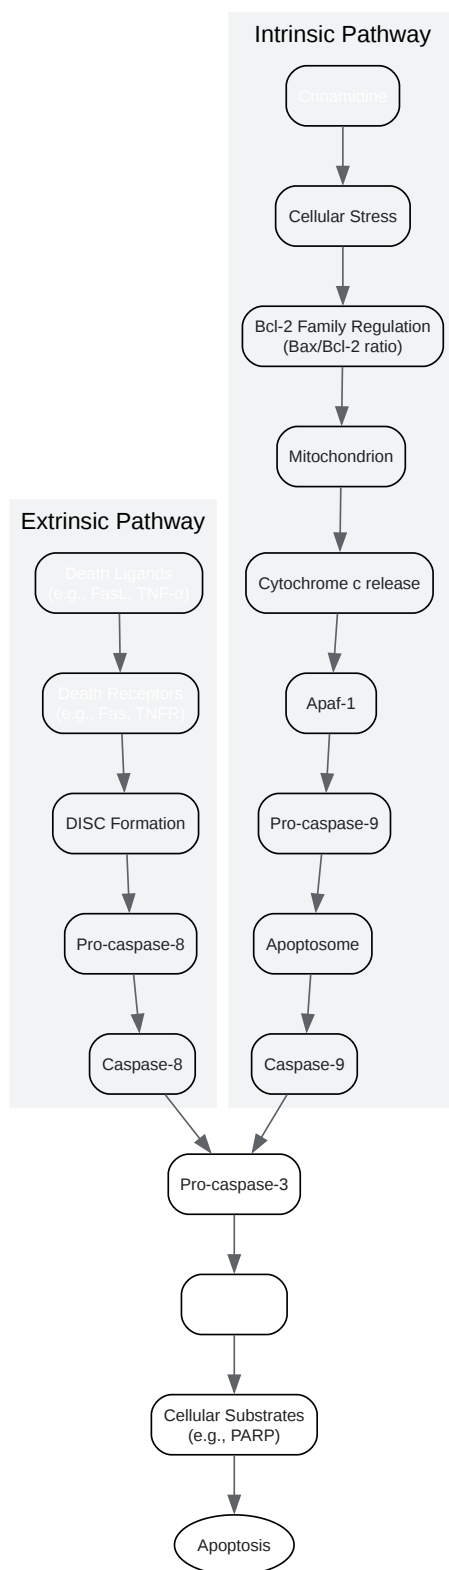 Intrinsic Pathway
Crinamidine
Cellular Stress
Bcl-2 Family Regulation
(Bax/Bcl-2 ratio)
Mitochondrion
Extrinsic Pathway
Death Ligands
(e.g., FasL, TNF-α)
Cytochrome c release
Death Receptors
(e.g., Fas, TNFR)
Apaf-1
DISC Formation
Pro-caspase-9
Pro-caspase-8
Apoptosome
Caspase-8
Caspase-9
Pro-caspase-3
Cellular Substrates
(e.g., PARP)
Apoptosis